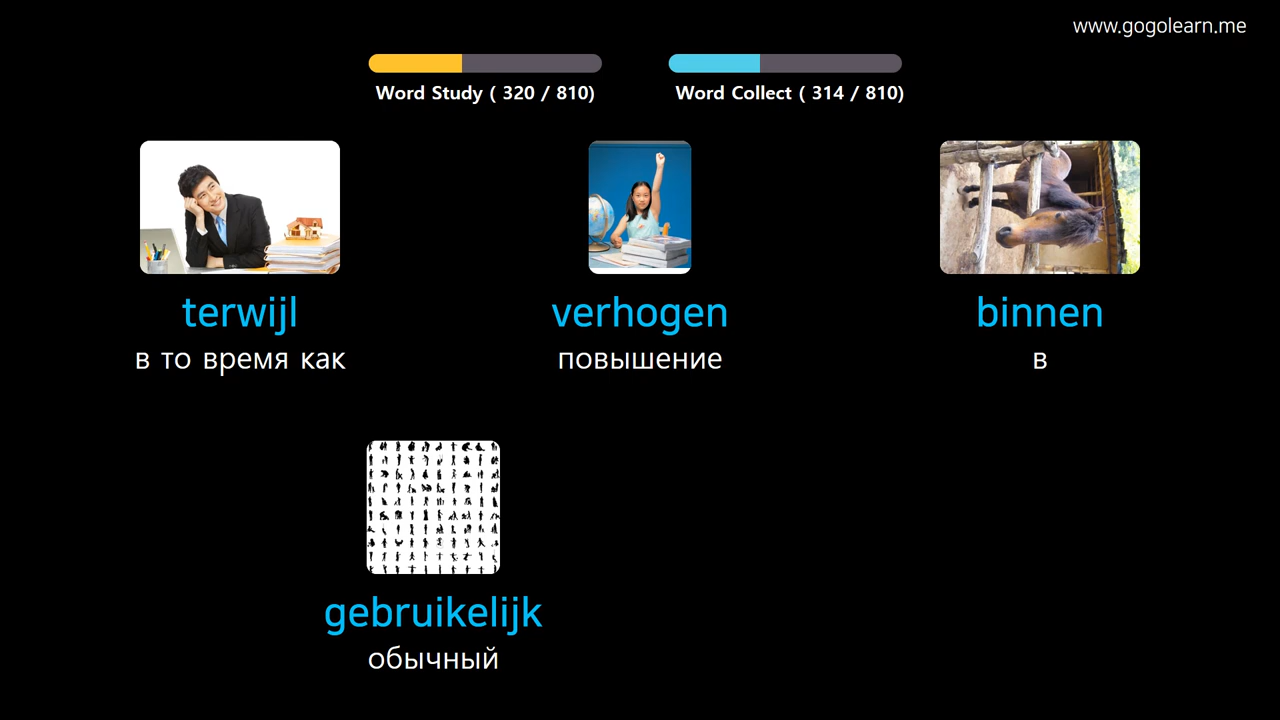 www.gogolearn.me
Word Study ( 320 / 810)
Word Collect ( 314 / 810)
terwijl
в то время как
verhogen
повышение
binnen
в
gebruikelijk
обычный